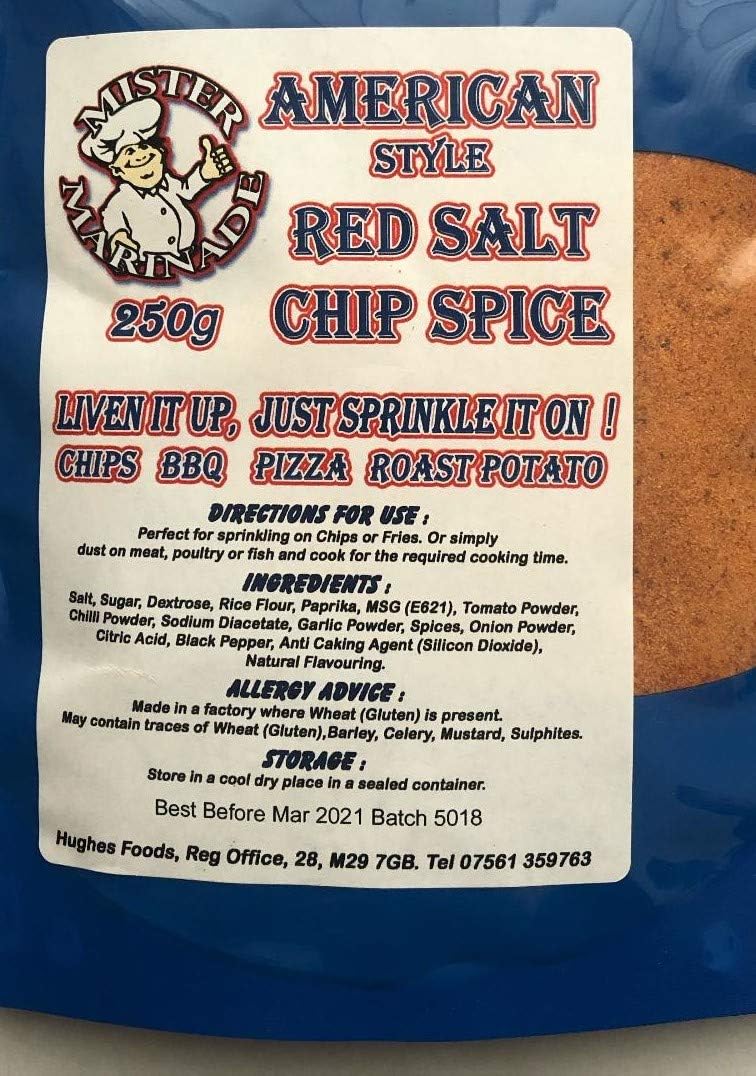 MISTER
MARINADE
AMERICAN
STYLE
RED SALT
250g
CHIP SPICE
LIVEN IT UP, JUST SPRINKLE IT ON !
CHIPS BBQ PIZZA ROAST POTATO
DIRECTIONS FOR USE :
Perfect for sprinkling on Chips or Fries. Or simply
dust on meat, poultry or fish and cook for the required cooking time.
INGREDIENTS :
Salt, Sugar, Dextrose, Rice Flour, Paprika, MSG (E621), Tomato Powder,
Chilli Powder, Sodium Diacetate, Garlic Powder, Spices, Onion Powder,
Citric Acid, Black Pepper, Anti Caking Agent (Silicon Dioxide),
Natural Flavouring.
ALLERGY ADVICE :
Made in a factory where Wheat (Gluten) is present.
May contain traces of Wheat (Gluten),Barley, Celery, Mustard, Sulphites.
STORAGE :
Store in a cool dry place in a sealed container.
Best Before Mar 2021 Batch 5018
Hughes Foods, Reg Office, 28, M29 7GB. Tel 07561 359763